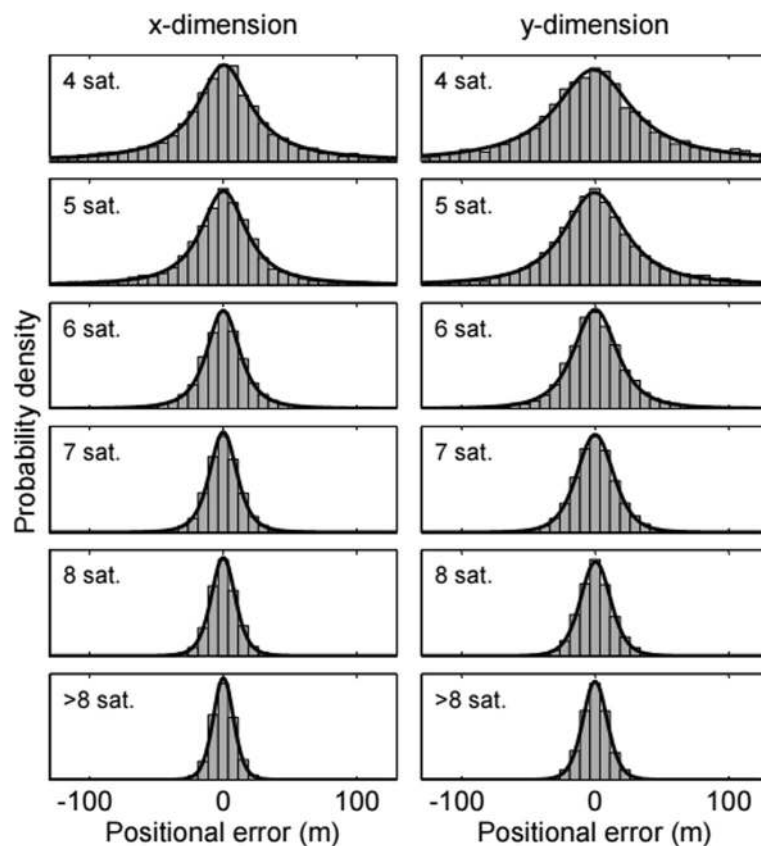 x-dimension
y-dimension
4 sat.
4 sat.
5 sat.
5 sat.
6 sat.
6 sat.
7 sat.
7 sat.
8 sat.
8 sat.
>8 sat.
>8 sat.
Probability density
-100 0 100
-100 0 100
Positional error (m)
Positional error (m)